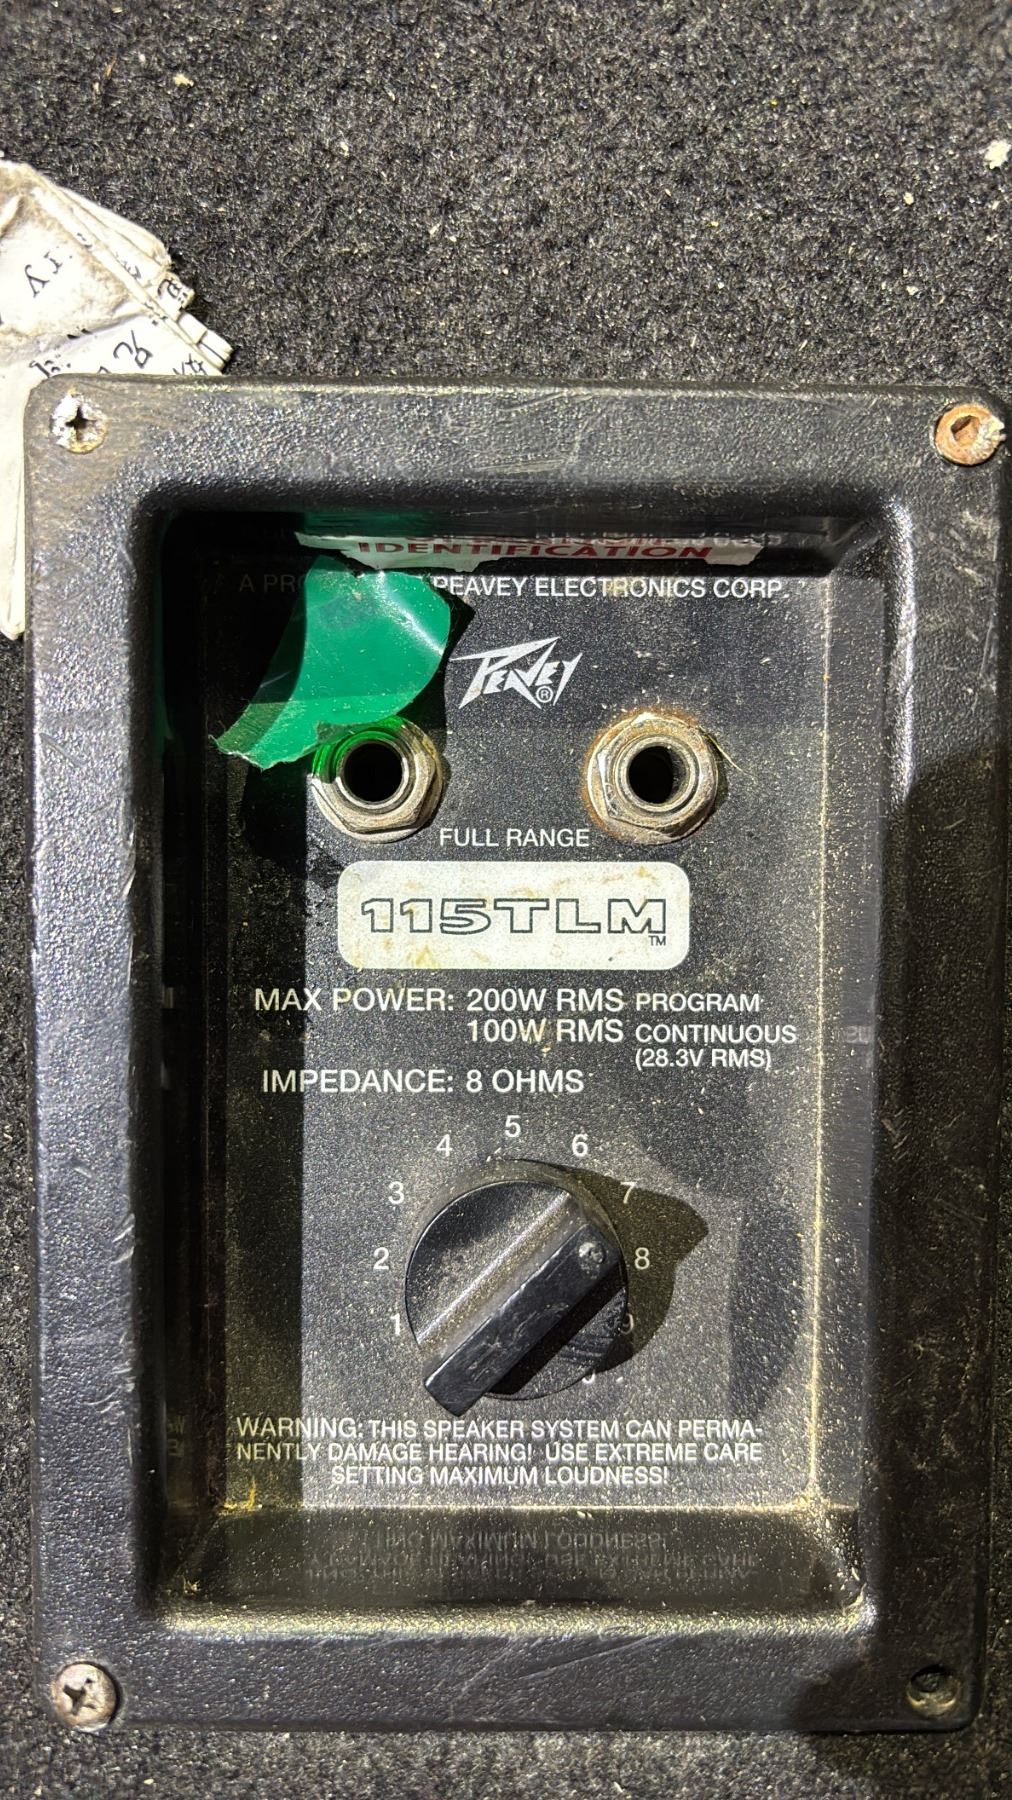 IDENTIFICATION
A PRO PEAVEY ELECTRONICS CORP.
PEAVEY ®
FULL RANGE
115TLM™
MAX POWER: 200W RMS PROGRAM
100W RMS CONTINUOUS
(28.3V RMS)
IMPEDANCE: 8 OHMS
5
4 6
3 7
2 8
1 9
WARNING: THIS SPEAKER SYSTEM CAN PERMA-
NENTLY DAMAGE HEARING! USE EXTREME CARE
SETTING MAXIMUM LOUDNESS!